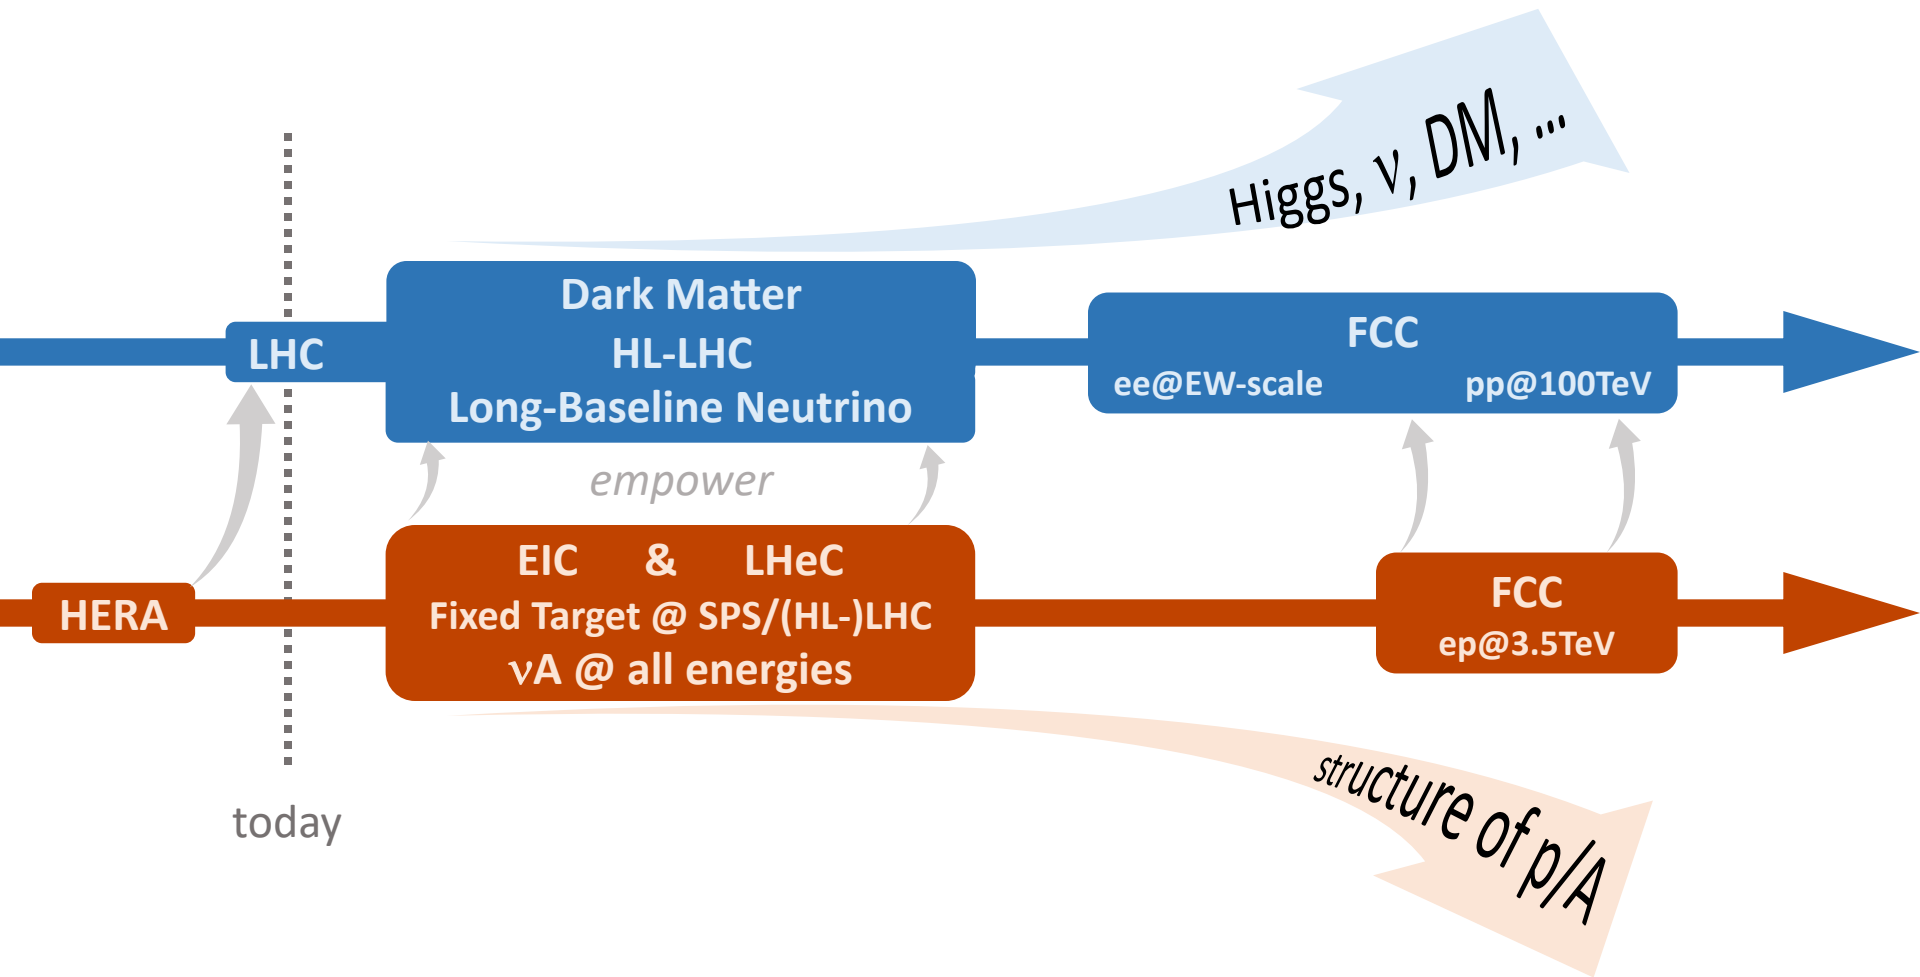 Higgs, ν, DM, ...
Dark Matter
LHC
HL-LHC
Long-Baseline Neutrino
FCC
ee@EW-scale
pp@100TeV
empower
HERA
EIC & LHeC
Fixed Target @ SPS/(HL-)LHC
νA @ all energies
FCC
ep@3.5TeV
structure of p/A
today